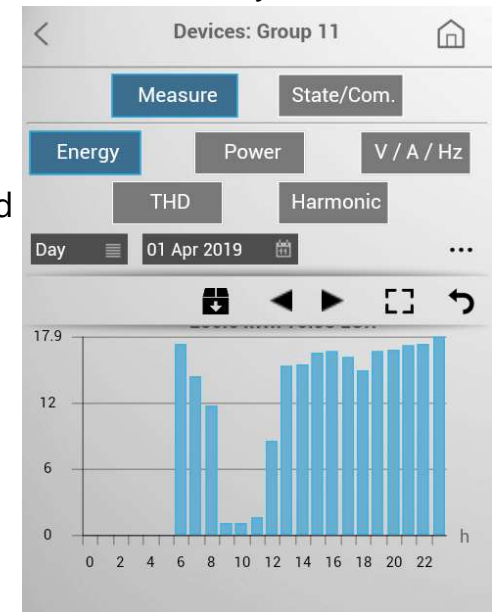 Devices: Group 11
Measure State/Com.
Energy Power V / A / Hz
THD Harmonic
Day 01 Apr 2019
17.9
12
6
0
h
0 2 4 6 8 10 12 14 16 18 20 22